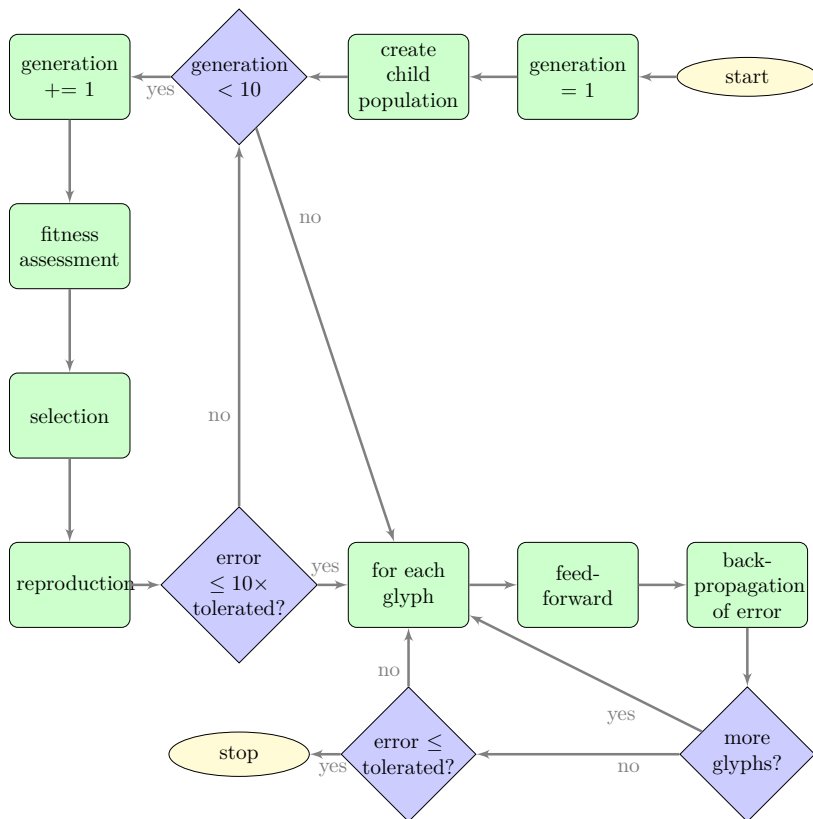 generation
+= 1
yes
generation
< 10
create
child
population
generation
= 1
start
no
fitness
assessment
selection
no
reproduction
error
≤ 10×
tolerated?
yes
for each
glyph
feed-
forward
back-
propagation
of error
no
yes
stop
yes
error ≤
tolerated?
no
more
glyphs?